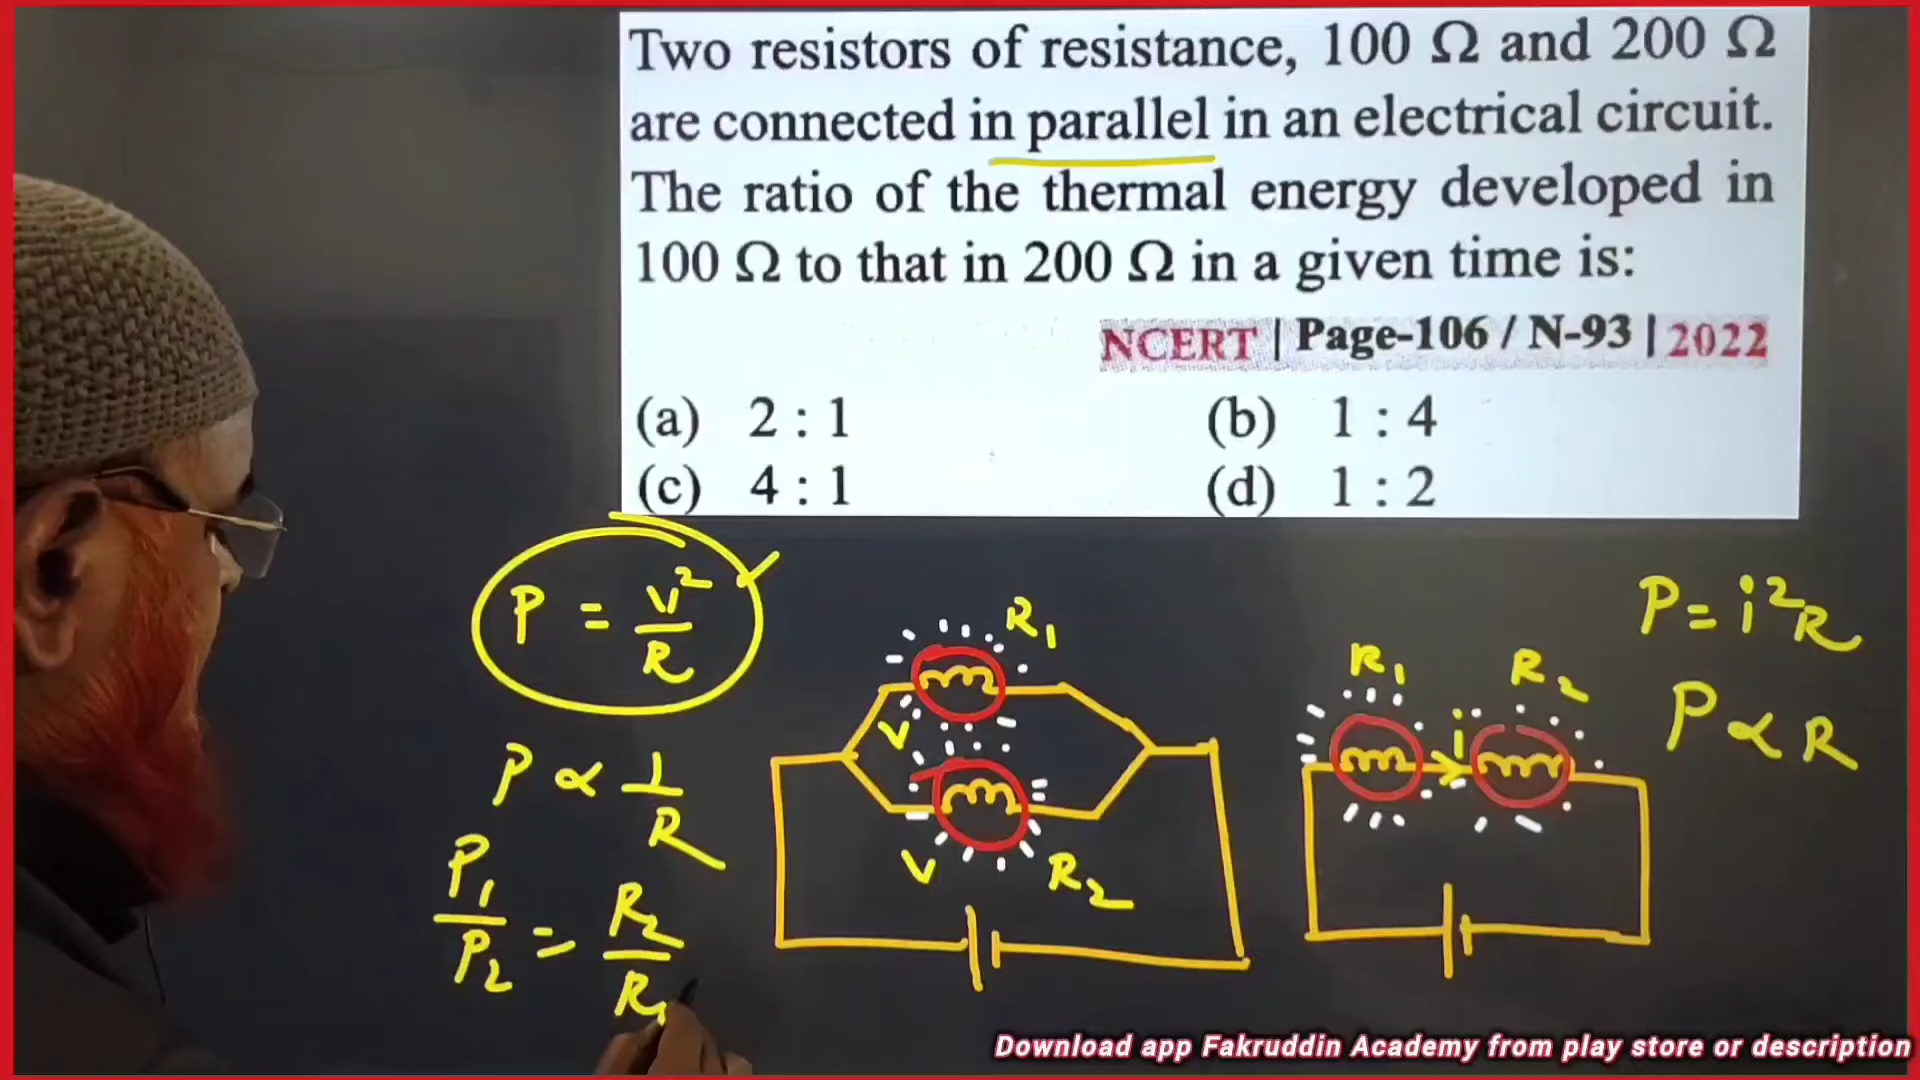 Two resistors of resistance, 100 Ω and 200 Ω
are connected in parallel in an electrical circuit.
The ratio of the thermal energy developed in
100 Ω to that in 200 Ω in a given time is:
NCERT | Page-106 / N-93 | 2022
(a) 2 : 1 (b) 1 : 4
(c) 4 : 1 (d) 1 : 2
P = V²/R
P ∝ 1/R
P₁/P₂ = R₂/R₁
R₁
V
V
R₂
R₁ R₂
i
P = i²R
P ∝ R
Download app Fakruddin Academy from play store or description